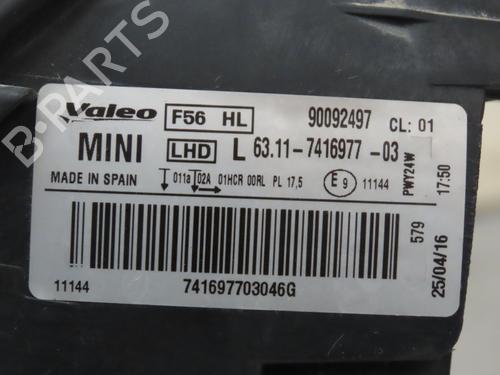 B-PARTS
Valeo F56 HL 90092497 CL: 01
MINI LHD L 63.11-7416977-03
MADE IN SPAIN 011a 02A 01HCR 00RL PL 17,5 E9 11144
PWY24W
17:50
579
25/04/16
11144 741697703046G